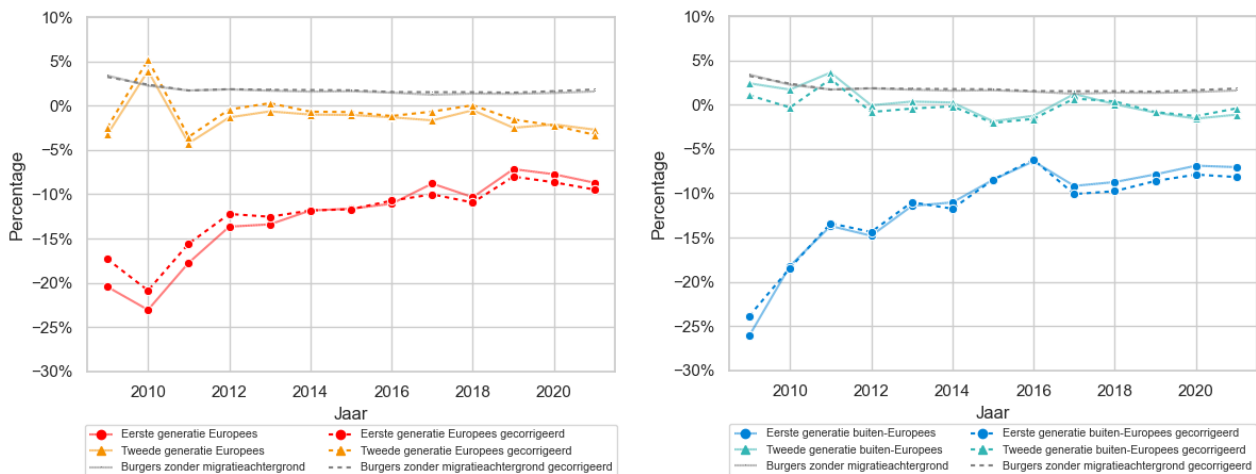 10%
5%
0%
−5%
−10%
−15%
−20%
−25%
−30%
Percentage
2010 2012 2014 2016 2018 2020
Jaar
Eerste generatie Europees Eerste generatie Europees gecorrigeerd
Tweede generatie Europees Tweede generatie Europees gecorrigeerd
Burgers zonder migratieachtergrond Burgers zonder migratieachtergrond gecorrigeerd
10%
5%
0%
−5%
−10%
−15%
−20%
−25%
−30%
Percentage
2010 2012 2014 2016 2018 2020
Jaar
Eerste generatie buiten-Europees Eerste generatie buiten-Europees gecorrigeerd
Tweede generatie buiten-Europees Tweede generatie buiten-Europees gecorrigeerd
Burgers zonder migratieachtergrond Burgers zonder migratieachtergrond gecorrigeerd